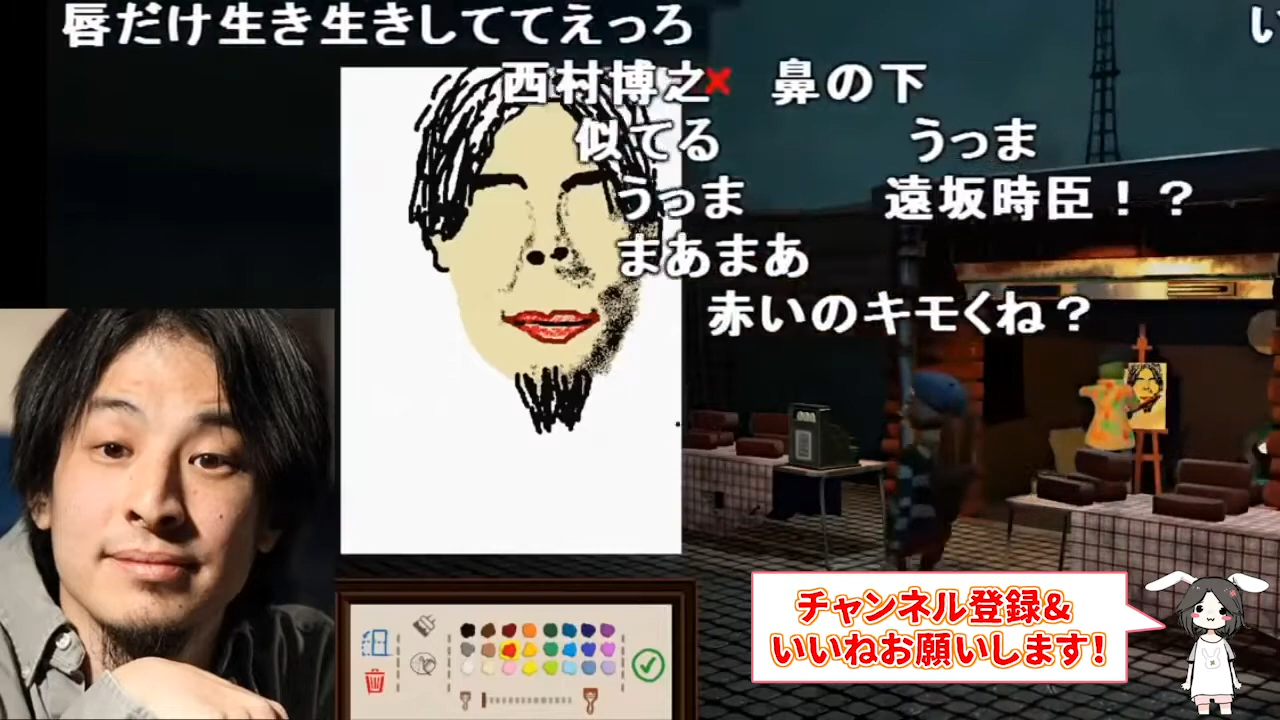 唇だけ生き生きしててえっろ
い
西村博之
鼻の下
似てる
うっま
うっま
遠坂時臣！？
まあまあ
赤いのキモくね？
チャンネル登録&
いいねお願いします!